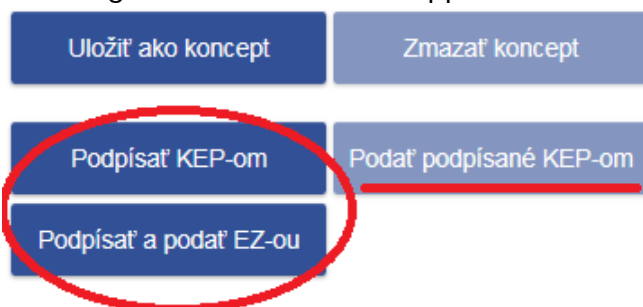 Uložiť ako koncept
Zmazať koncept
Podpísať KEP-om
Podať podpísané KEP-om
Podpísať a podať EZ-ou